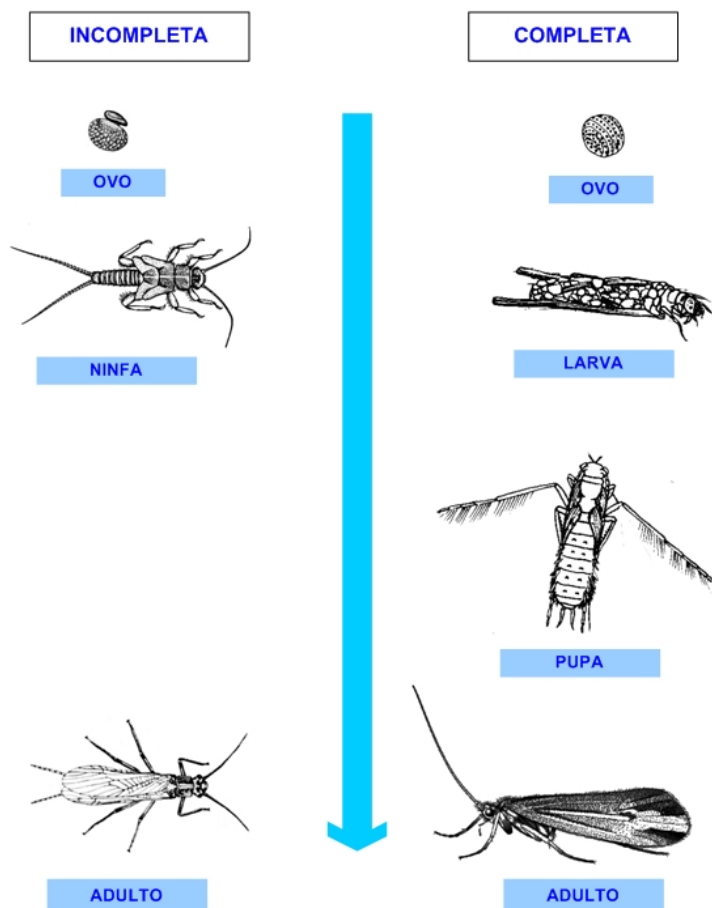 INCOMPLETA
COMPLETA
OVO
OVO
NINFA
LARVA
PUPA
ADULTO
ADULTO